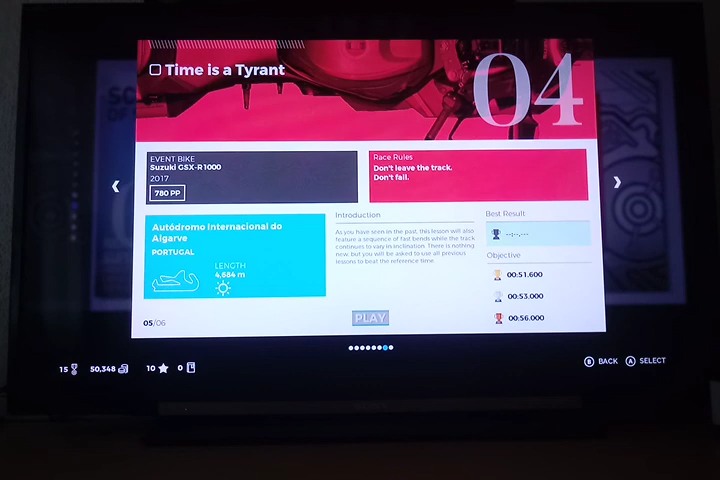 Time is a Tyrant
04
EVENT BIKE
Suzuki GSX-R1000
2017
780 PP
Race Rules
Don't leave the track.
Don't fail.
Autódromo Internacional do
Algarve
PORTUGAL
LENGTH
4,684 m
Introduction
As you have seen in the past, this lesson will also
feature a sequence of fast bends while the track
continues to vary in inclination. There is nothing
new, but you will be asked to use all previous
lessons to beat the reference time.
Best Result
--:--.---
Objective
00:51.600
00:53.000
00:56.000
05/06
PLAY
15
50,348
10
0
B BACK
A SELECT